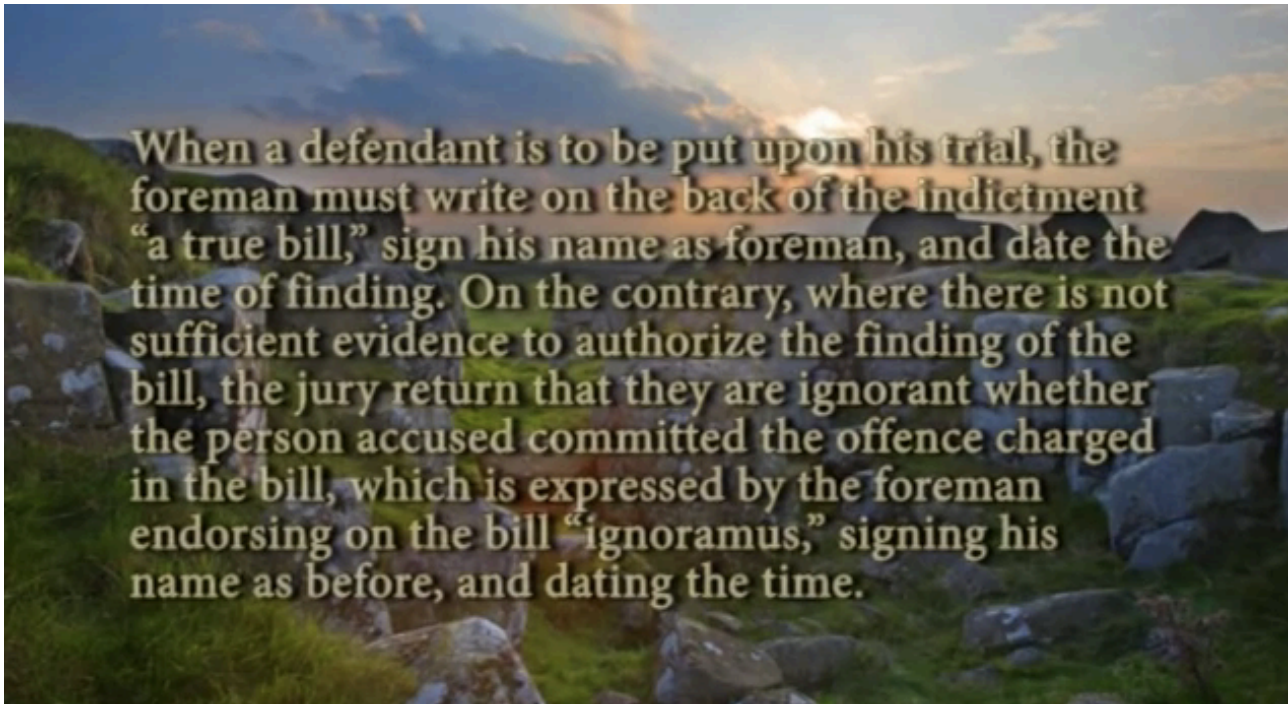 When a defendant is to be put upon his trial, the
foreman must write on the back of the indictment
“a true bill,” sign his name as foreman, and date the
time of finding. On the contrary, where there is not
sufficient evidence to authorize the finding of the
bill, the jury return that they are ignorant whether
the person accused committed the offence charged
in the bill, which is expressed by the foreman
endorsing on the bill “ignoramus,” signing his
name as before, and dating the time.